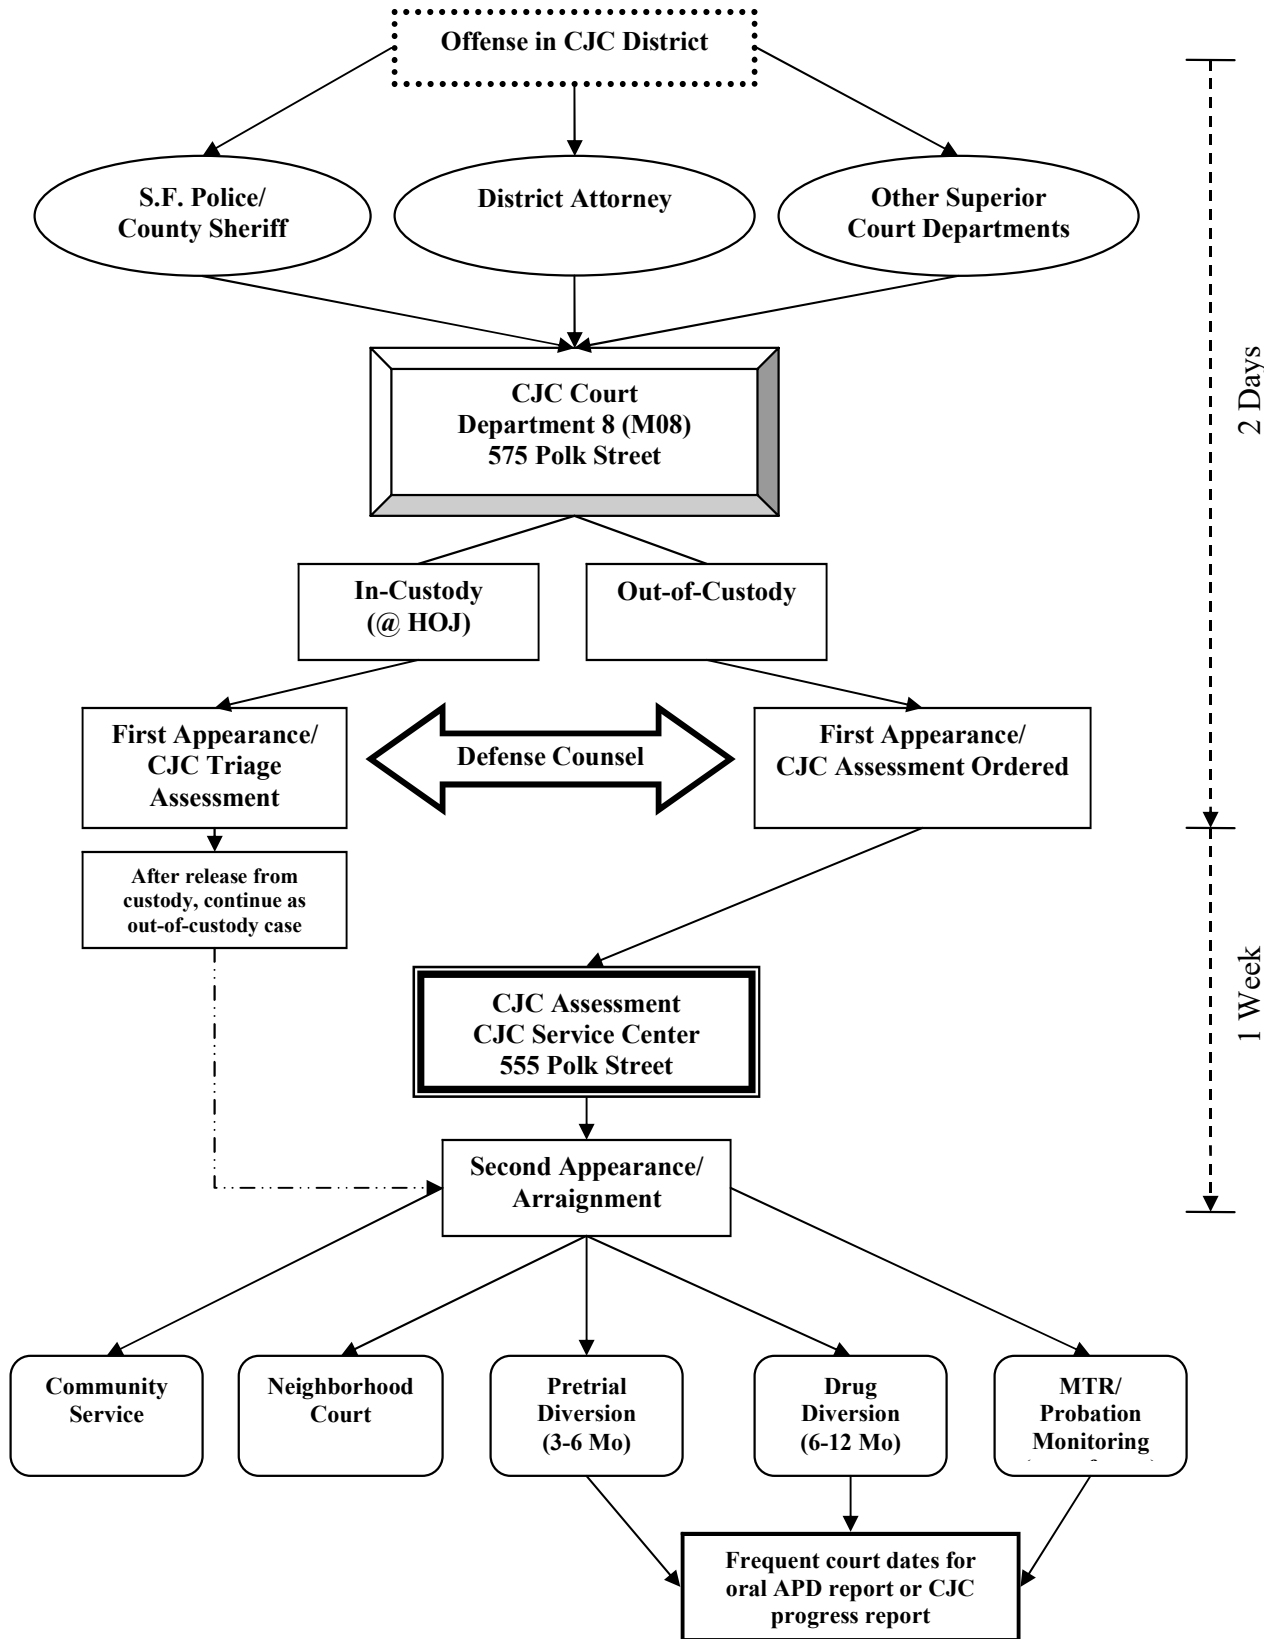 Offense in CJC District
S.F. Police/
County Sheriff
District Attorney
Other Superior
Court Departments
CJC Court
Department 8 (M08)
575 Polk Street
2 Days
In-Custody
(@ HOJ)
Out-of-Custody
First Appearance/
CJC Triage
Assessment
Defense Counsel
First Appearance/
CJC Assessment Ordered
After release from
custody, continue as
out-of-custody case
1 Week
CJC Assessment
CJC Service Center
555 Polk Street
Second Appearance/
Arraignment
Community
Service
Neighborhood
Court
Pretrial
Diversion
(3-6 Mo)
Drug
Diversion
(6-12 Mo)
MTR/
Probation
Monitoring
Frequent court dates for
oral APD report or CJC
progress report